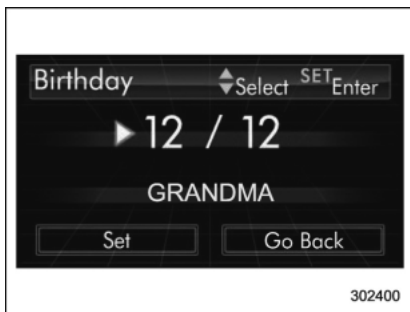 Birthday Select SET Enter
12 / 12
GRANDMA
Set Go Back
302400